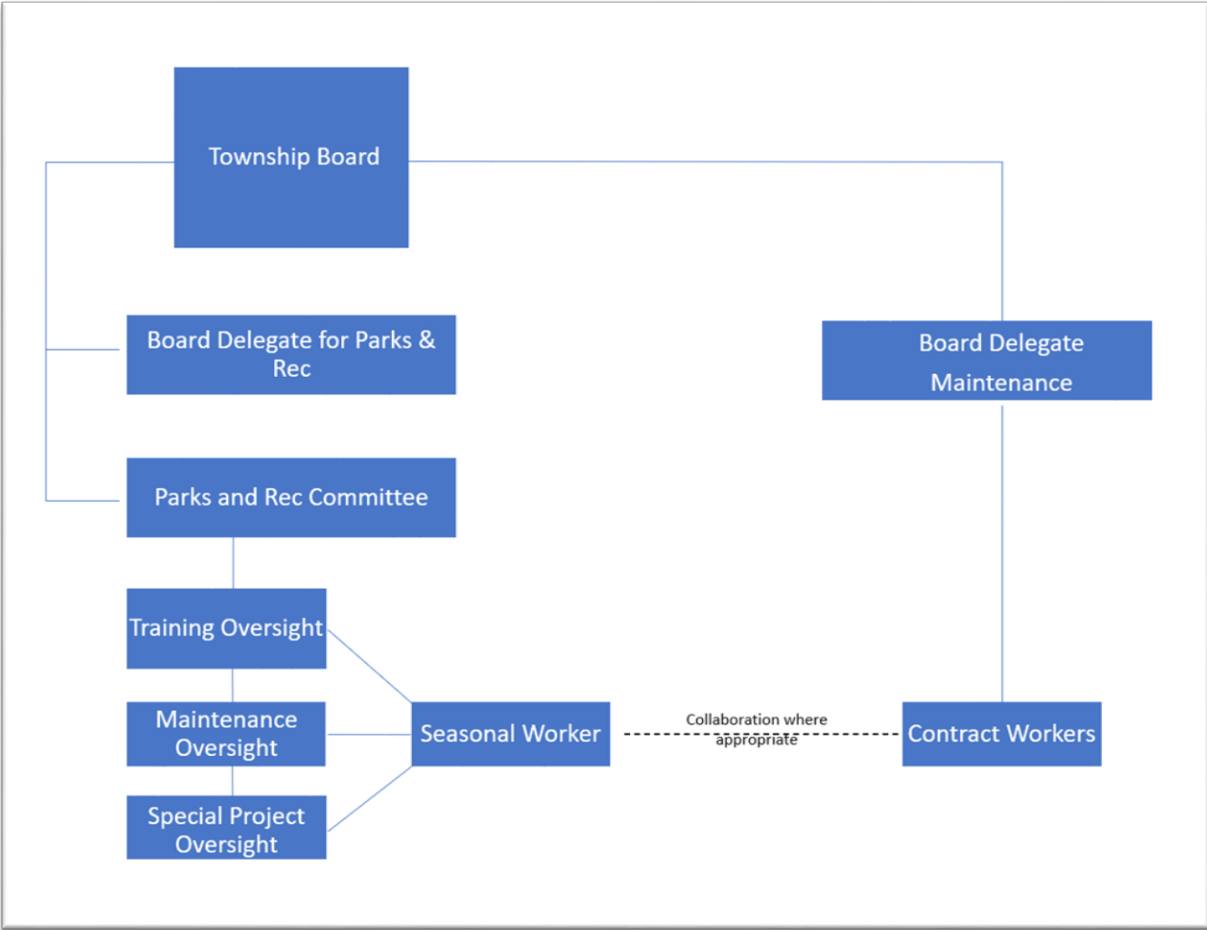 Township Board
Board Delegate for Parks &
Rec
Board Delegate
Maintenance
Parks and Rec Committee
Training Oversight
Maintenance
Oversight
Seasonal Worker
Collaboration where
appropriate
Contract Workers
Special Project
Oversight